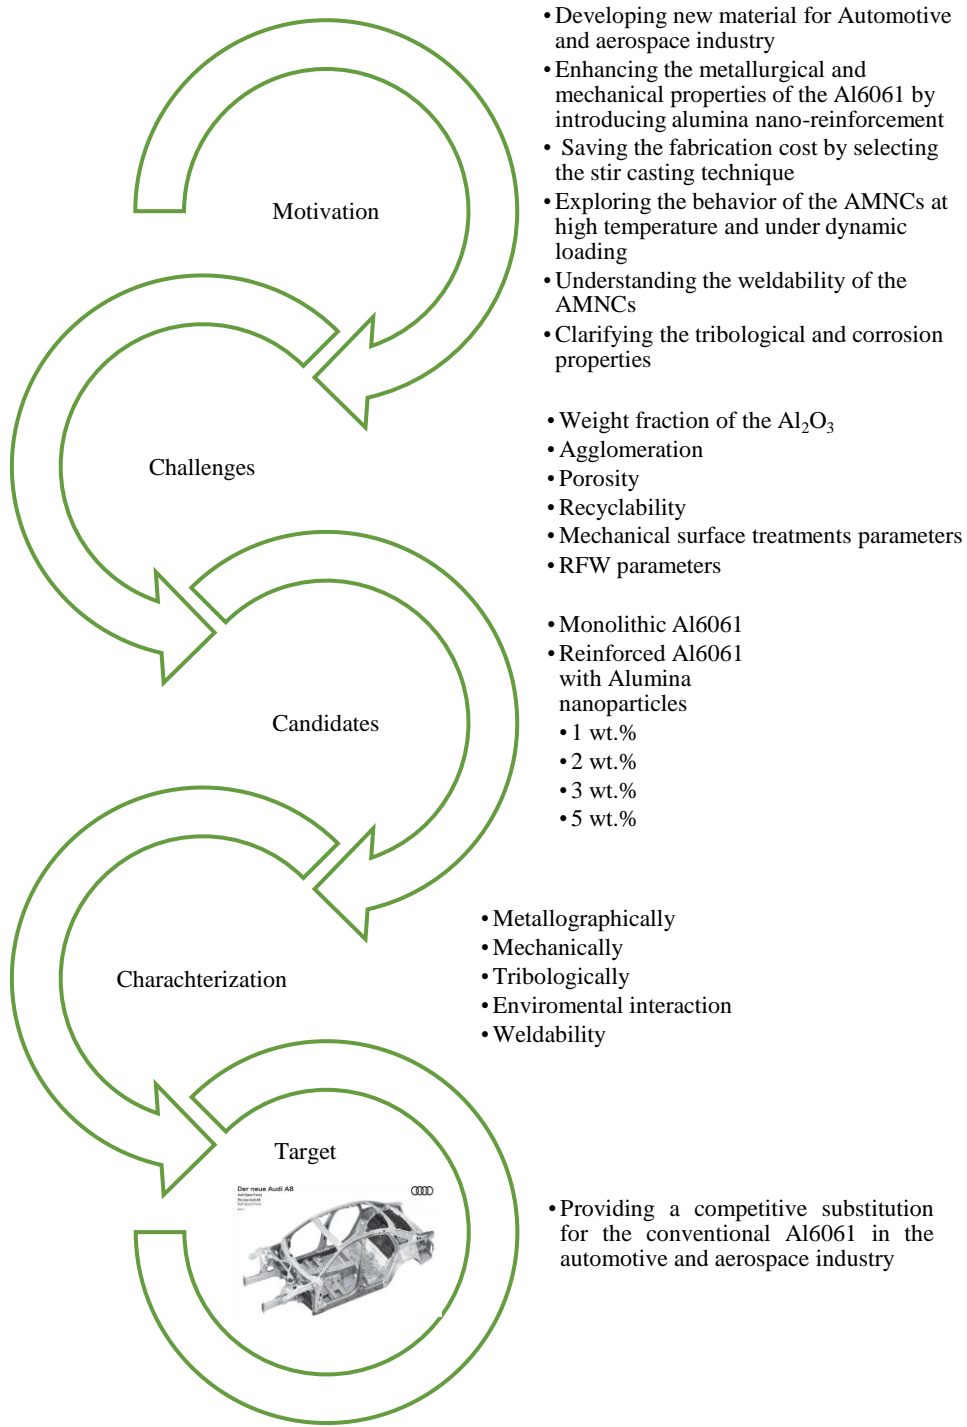 • Developing new material for Automotive
and aerospace industry
• Enhancing the metallurgical and
mechanical properties of the Al6061 by
introducing alumina nano-reinforcement
• Saving the fabrication cost by selecting
the stir casting technique
• Exploring the behavior of the AMNCs at
high temperature and under dynamic
loading
• Understanding the weldability of the
AMNCs
• Clarifying the tribological and corrosion
properties
Motivation
• Weight fraction of the Al₂O₃
• Agglomeration
• Porosity
• Recyclability
• Mechanical surface treatments parameters
• RFW parameters
Challenges
• Monolithic Al6061
• Reinforced Al6061
with Alumina
nanoparticles
• 1 wt.%
• 2 wt.%
• 3 wt.%
• 5 wt.%
Candidates
• Metallographically
• Mechanically
• Tribologically
• Enviromental interaction
• Weldability
Charachterization
Target
Der neue Audi A8
• Providing a competitive substitution
for the conventional Al6061 in the
automotive and aerospace industry